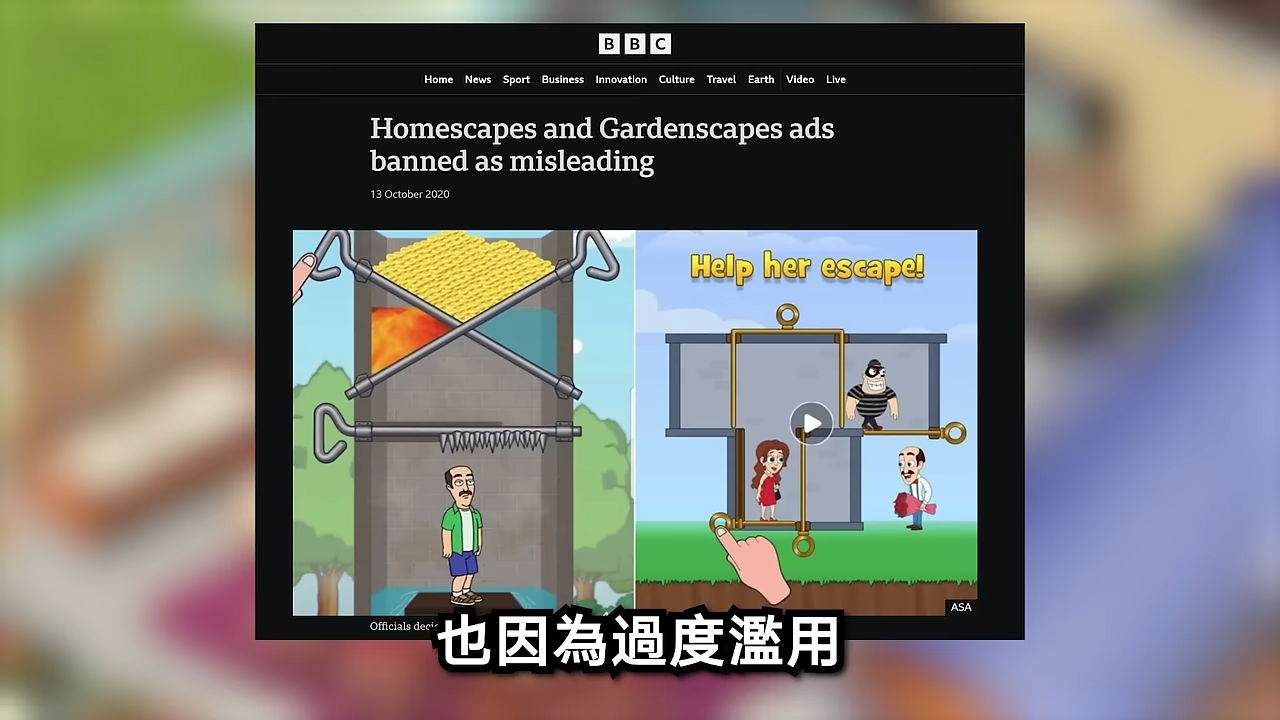 BBC
Home News Sport Business Innovation Culture Travel Earth Video Live
Homescapes and Gardenscapes ads
banned as misleading
13 October 2020
Help her escape!
ASA
Officials
也因為過度濫用